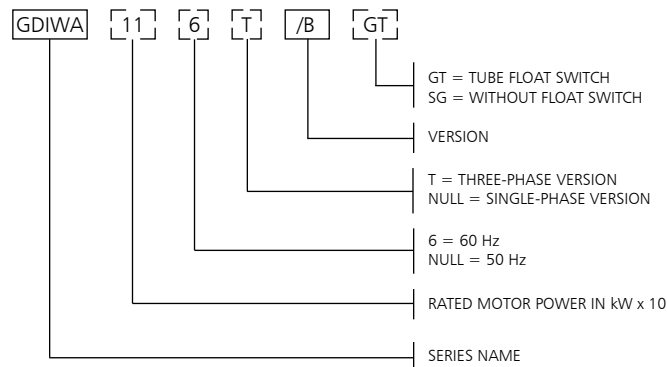 GDIWA 11 6 T /B GT
GT = TUBE FLOAT SWITCH
SG = WITHOUT FLOAT SWITCH
VERSION
T = THREE-PHASE VERSION
NULL = SINGLE-PHASE VERSION
6 = 60 Hz
NULL = 50 Hz
RATED MOTOR POWER IN kW x 10
SERIES NAME